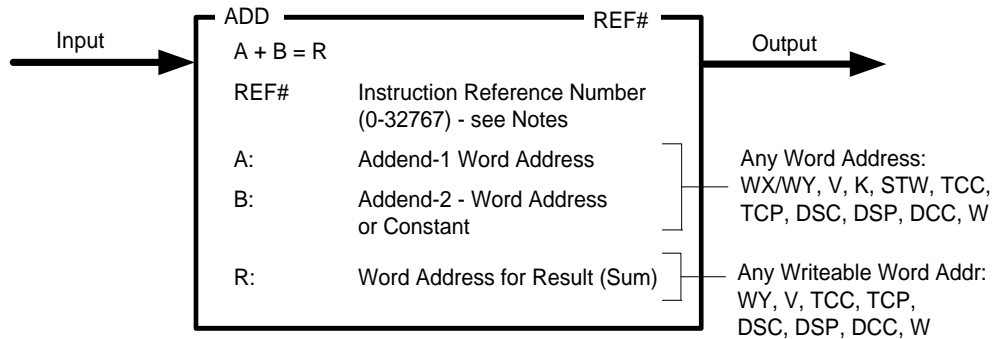 ADD REF#
Input
Output
A + B = R
REF# Instruction Reference Number
(0-32767) - see Notes
A: Addend-1 Word Address
B: Addend-2 - Word Address
or Constant
Any Word Address:
WX/WY, V, K, STW, TCC,
TCP, DSC, DSP, DCC, W
R: Word Address for Result (Sum)
Any Writeable Word Addr:
WY, V, TCC, TCP,
DSC, DSP, DCC, W